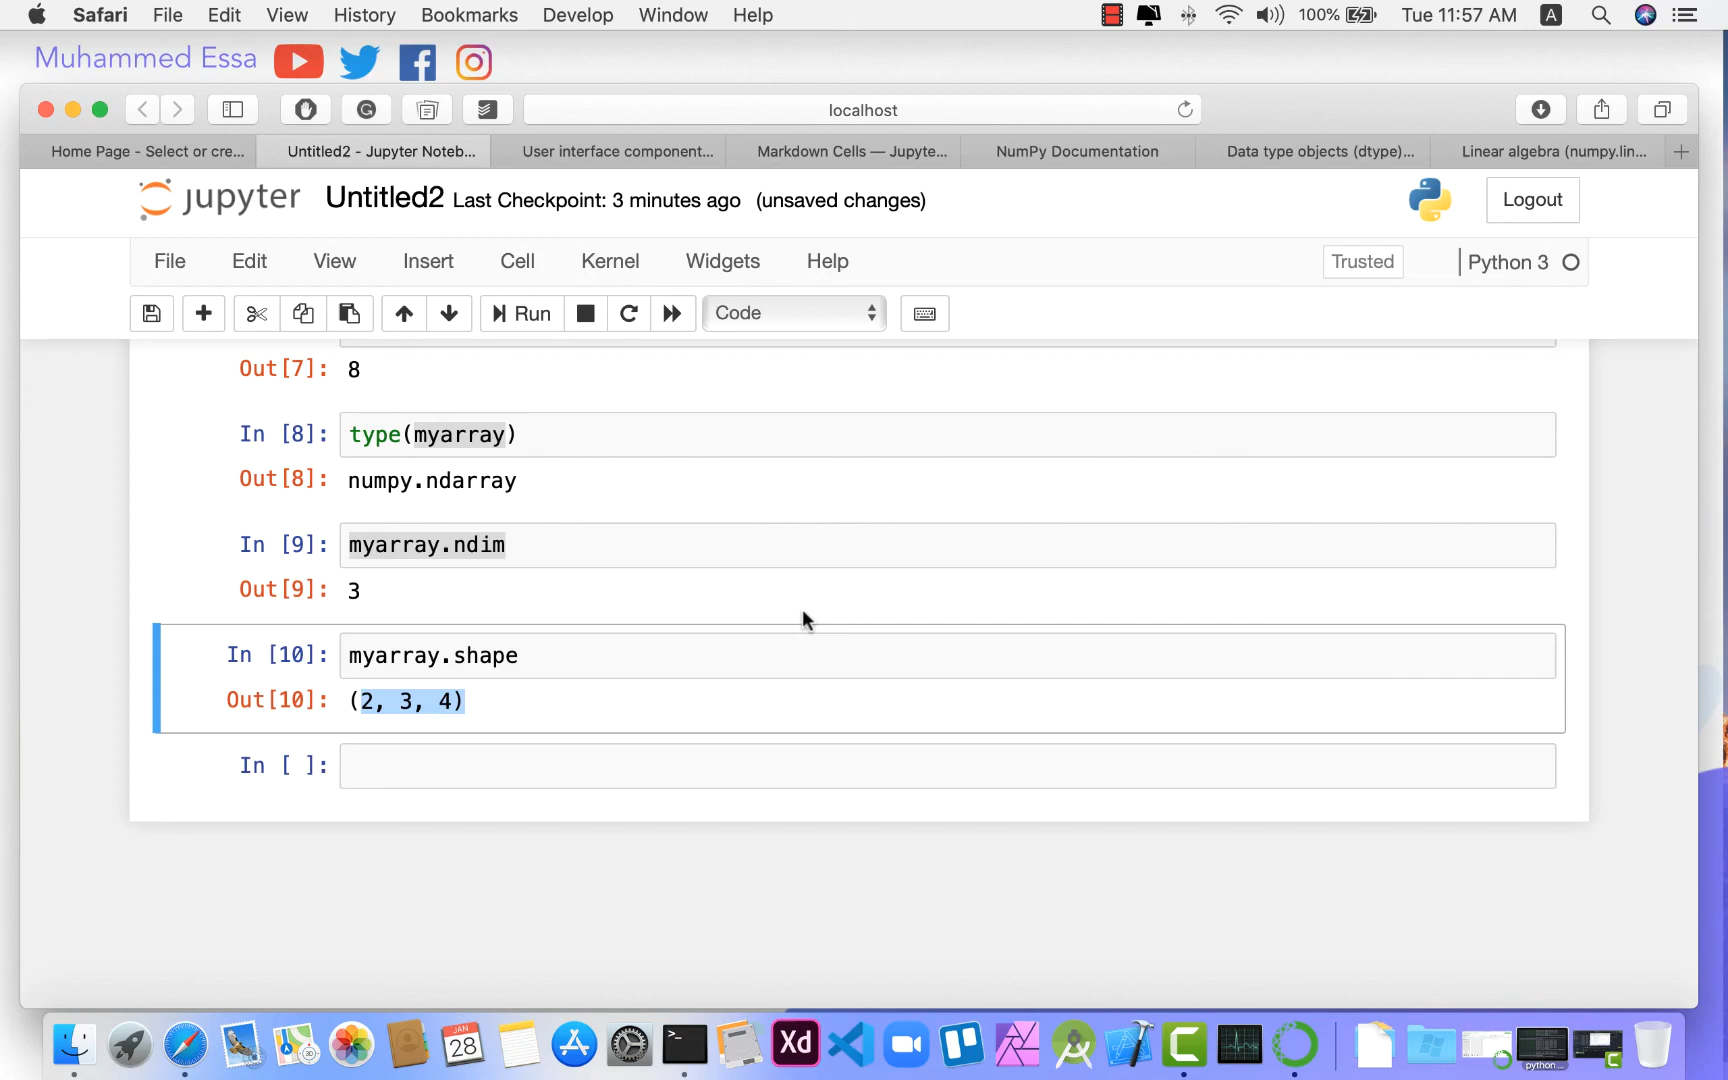 Safari File Edit View History Bookmarks Develop Window Help 100% Tue 11:57 AM A
Muhammed Essa
localhost
Home Page - Select or cre... Untitled2 - Jupyter Noteb... User interface component... Markdown Cells — Jupyte... NumPy Documentation Data type objects (dtype)... Linear algebra (numpy.lin...
jupyter Untitled2 Last Checkpoint: 3 minutes ago (unsaved changes) Logout
File Edit View Insert Cell Kernel Widgets Help Trusted Python 3
Run Code
Out[7]: 8
In [8]: type(myarray)
Out[8]: numpy.ndarray
In [9]: myarray.ndim
Out[9]: 3
In [10]: myarray.shape
Out[10]: (2, 3, 4)
In [ ]:
JAN
28
Xd
python ...